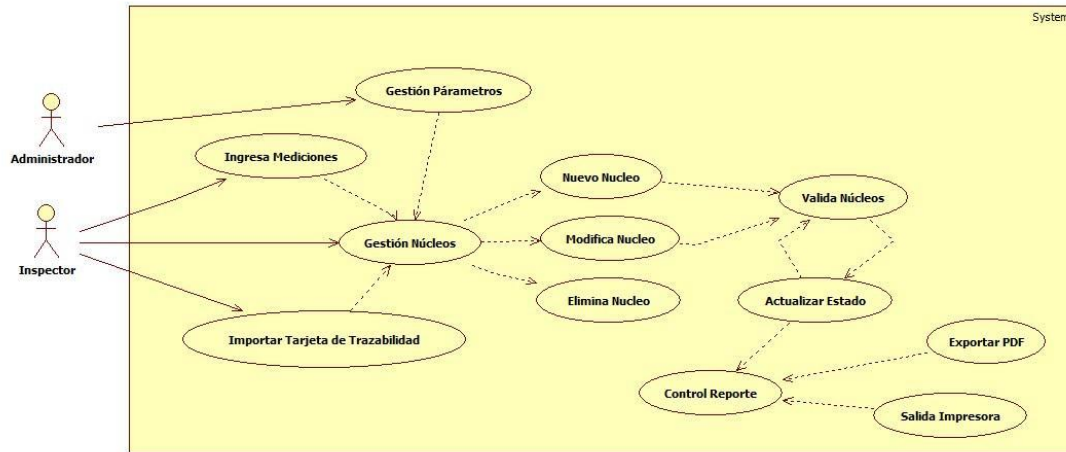 System
Gestión Párametros
Administrador
Ingresa Mediciones
Nuevo Nucleo
Valida Núcleos
Inspector
Gestión Núcleos
Modifica Nucleo
Elimina Nucleo
Actualizar Estado
Importar Tarjeta de Trazabilidad
Exportar PDF
Control Reporte
Salida Impresora